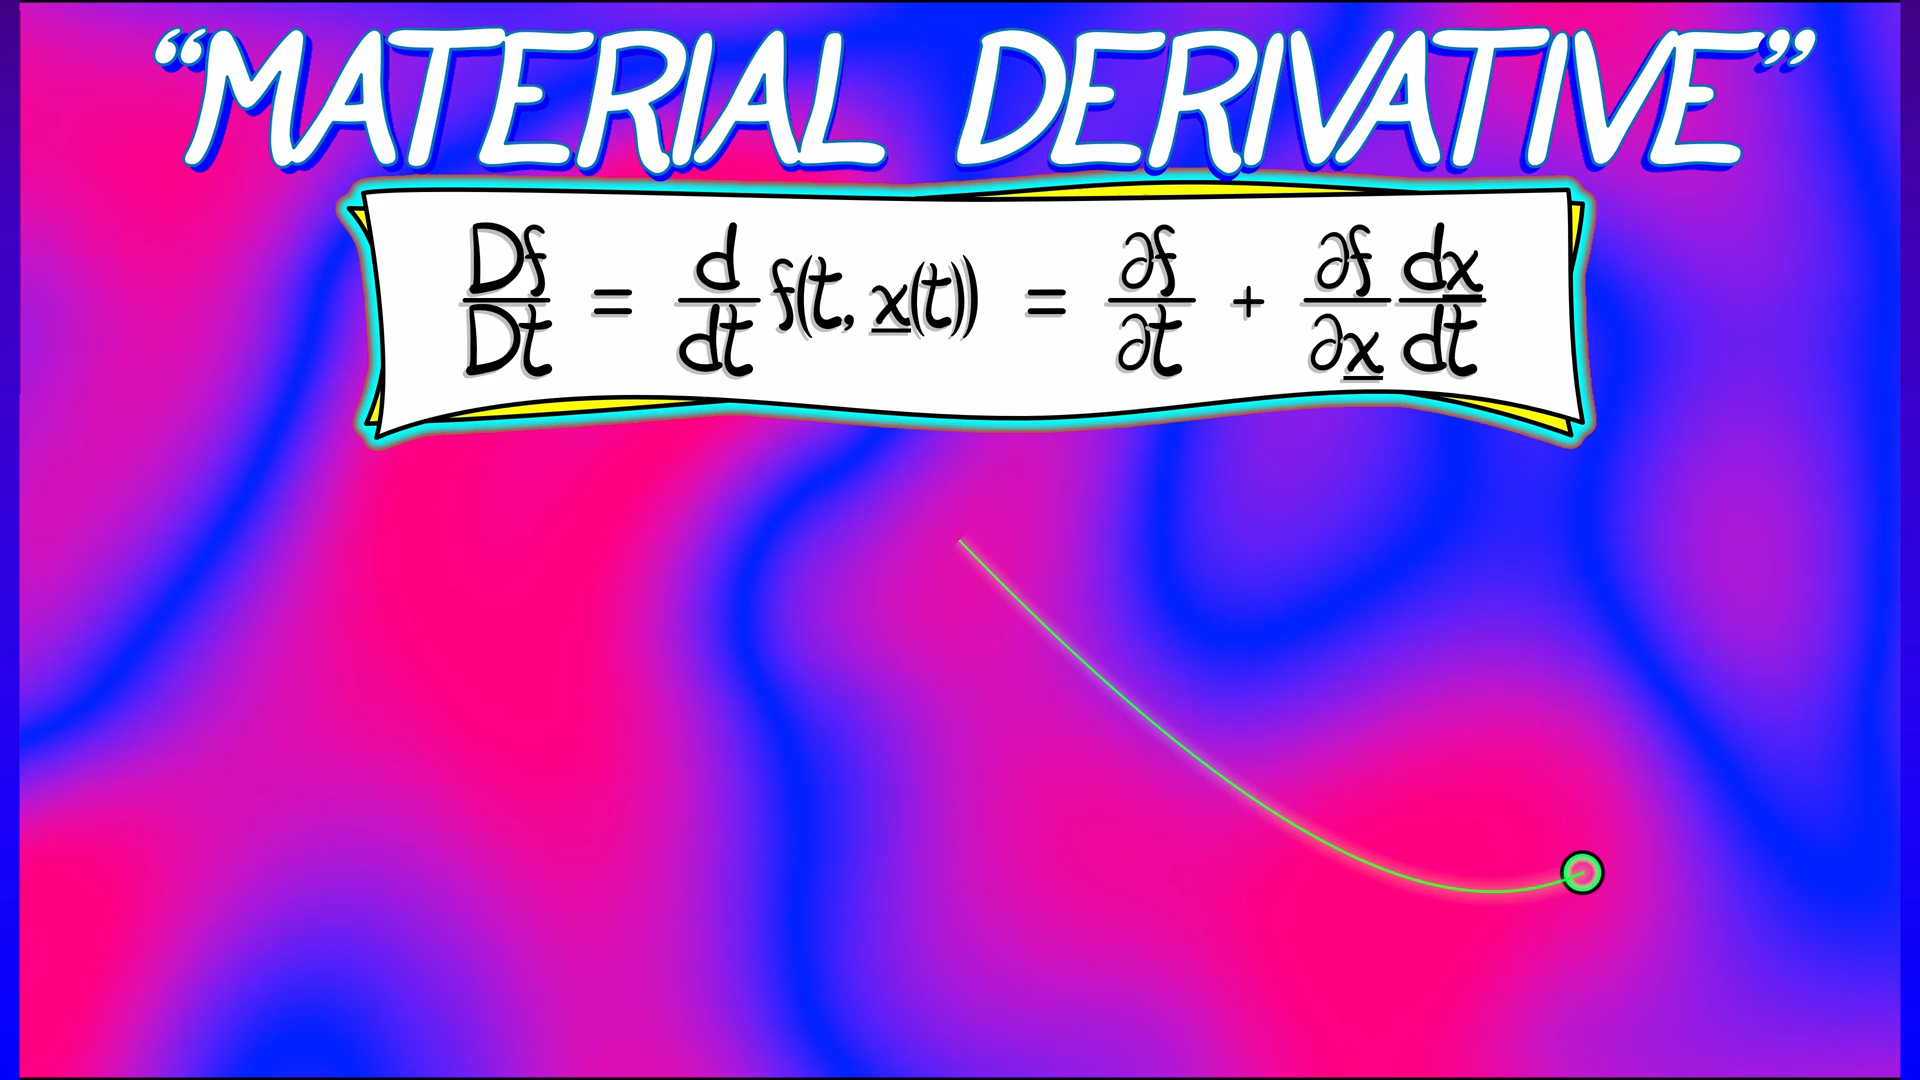 “MATERIAL DERIVATIVE”
Df/Dt = d/dt f(t, x̲(t)) = ∂f/∂t + ∂f/∂x̲ dx̲/dt